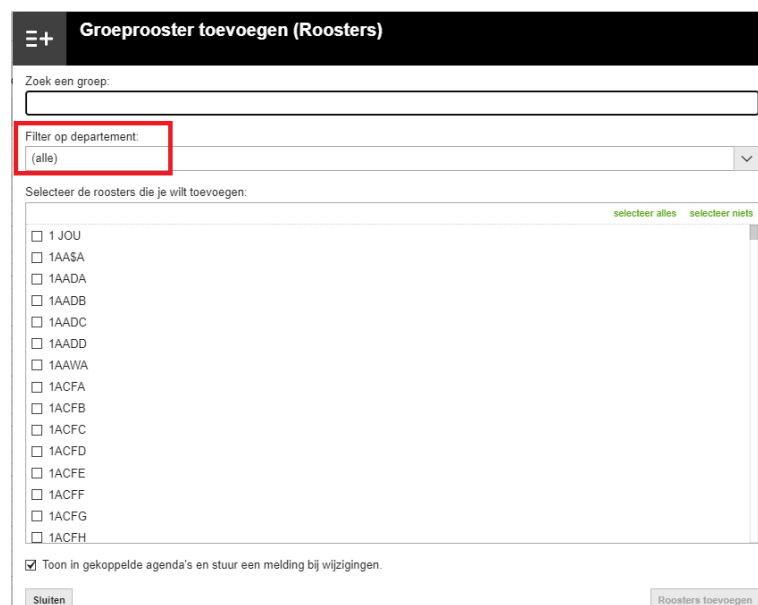 Groeprooster toevoegen (Roosters)
Zoek een groep:
Filter op departement:
(alle)
Selecteer de roosters die je wilt toevoegen:
selecteer alles selecteer niets
1 JOU
1AA$A
1AADA
1AADB
1AADC
1AADD
1AAWA
1ACFA
1ACFB
1ACFC
1ACFD
1ACFE
1ACFF
1ACFG
1ACFH
Toon in gekoppelde agenda's en stuur een melding bij wijzigingen.
Sluiten Roosters toevoegen